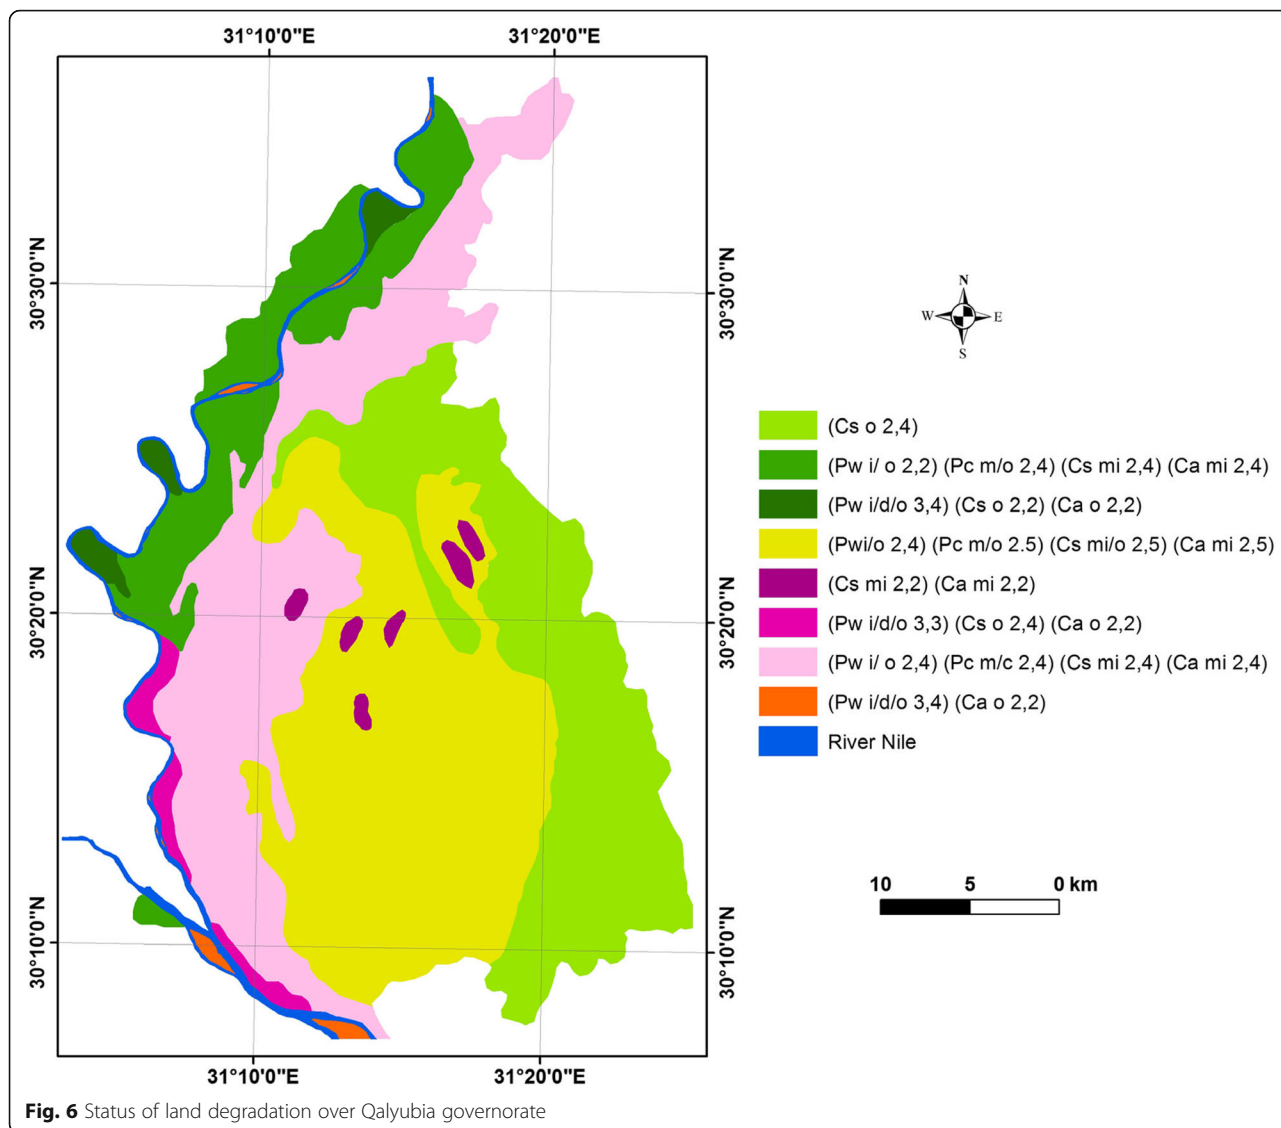 31°10'0"E
31°20'0"E
30°30'0"N
30°30'0"N
N
W
E
S
(Cs o 2,4)
(Pw i/ o 2,2) (Pc m/o 2,4) (Cs mi 2,4) (Ca mi 2,4)
(Pw i/d/o 3,4) (Cs o 2,2) (Ca o 2,2)
(Pwi/o 2,4) (Pc m/o 2.5) (Cs mi/o 2,5) (Ca mi 2,5)
(Cs mi 2,2) (Ca mi 2,2)
(Pw i/d/o 3,3) (Cs o 2,4) (Ca o 2,2)
(Pw i/ o 2,4) (Pc m/c 2,4) (Cs mi 2,4) (Ca mi 2,4)
(Pw i/d/o 3,4) (Ca o 2,2)
River Nile
30°20'0"N
30°20'0"N
10 5 0 km
30°10'0"N
30°10'0"N
31°10'0"E
31°20'0"E
Fig. 6 Status of land degradation over Qalyubia governorate